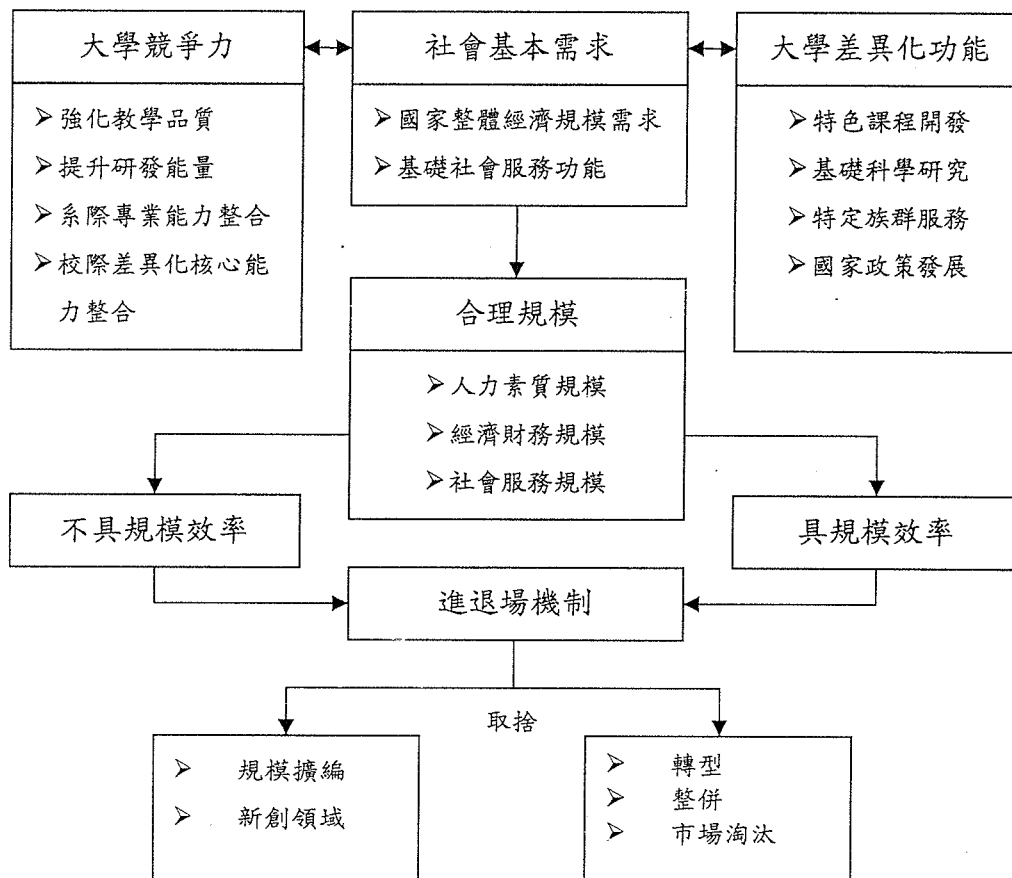 大學競爭力
➢強化教學品質
➢提升研發能量
➢系際專業能力整合
➢校際差異化核心能
力整合
社會基本需求
➢國家整體經濟規模需求
➢基礎社會服務功能
大學差異化功能
➢特色課程開發
➢基礎科學研究
➢特定族群服務
➢國家政策發展
合理規模
➢人力素質規模
➢經濟財務規模
➢社會服務規模
不具規模效率
具規模效率
進退場機制
取捨
➢ 規模擴編
➢ 新創領域
➢ 轉型
➢ 整併
➢ 市場淘汰